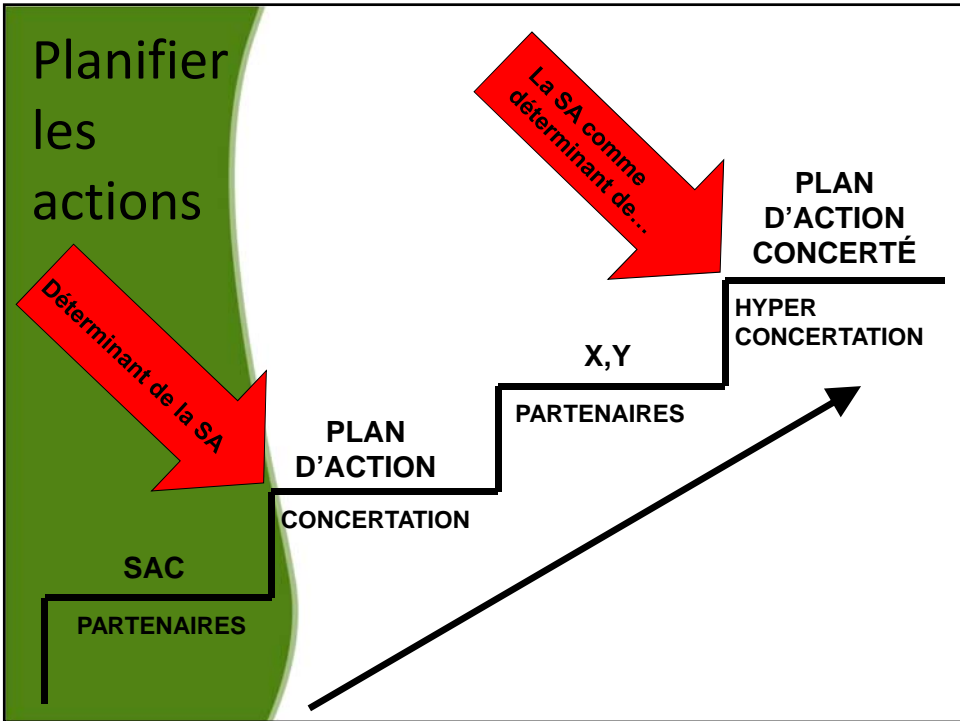 Planifier
les
actions
La SA comme
déterminant de…
PLAN
D’ACTION
CONCERTÉ
HYPER
CONCERTATION
Déterminant de la SA
X,Y
PARTENAIRES
PLAN
D’ACTION
CONCERTATION
SAC
PARTENAIRES